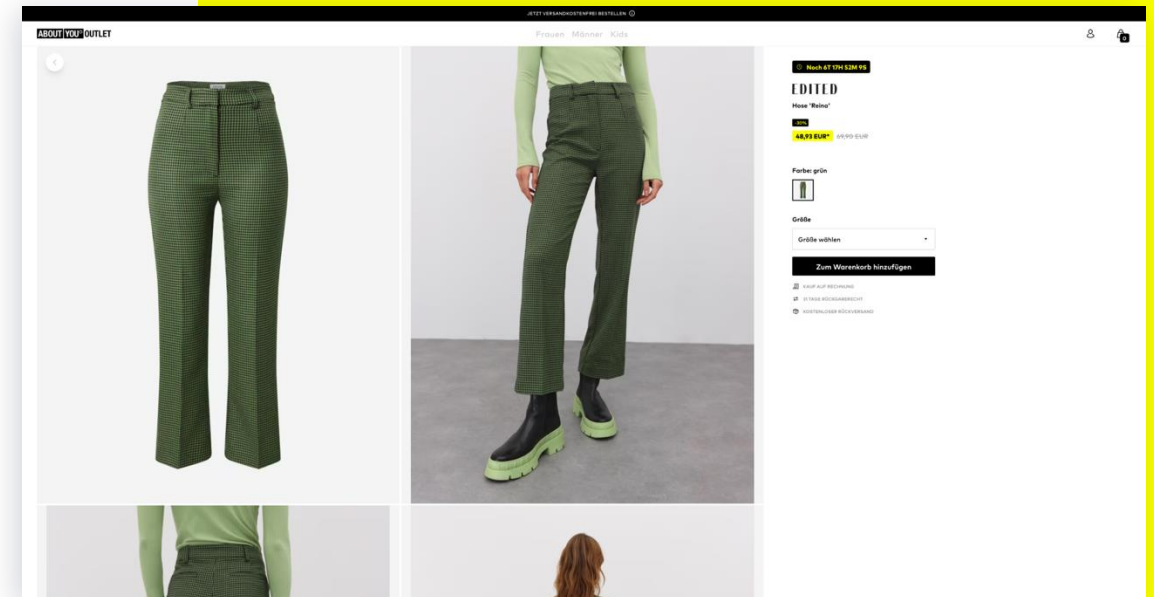 JETZT VERSANDKOSTENFREI BESTELLEN
ABOUT YOU° OUTLET
Frauen Männer Kids
0
Noch 6T 17H 52M 9S
EDITED
Hose 'Reina'
-30%
48,93 EUR* 69,90 EUR
Farbe: grün
Größe
Größe wählen
Zum Warenkorb hinzufügen
KAUF AUF RECHNUNG
31 TAGE RÜCKGABERECHT
KOSTENLOSER RÜCKVERSAND